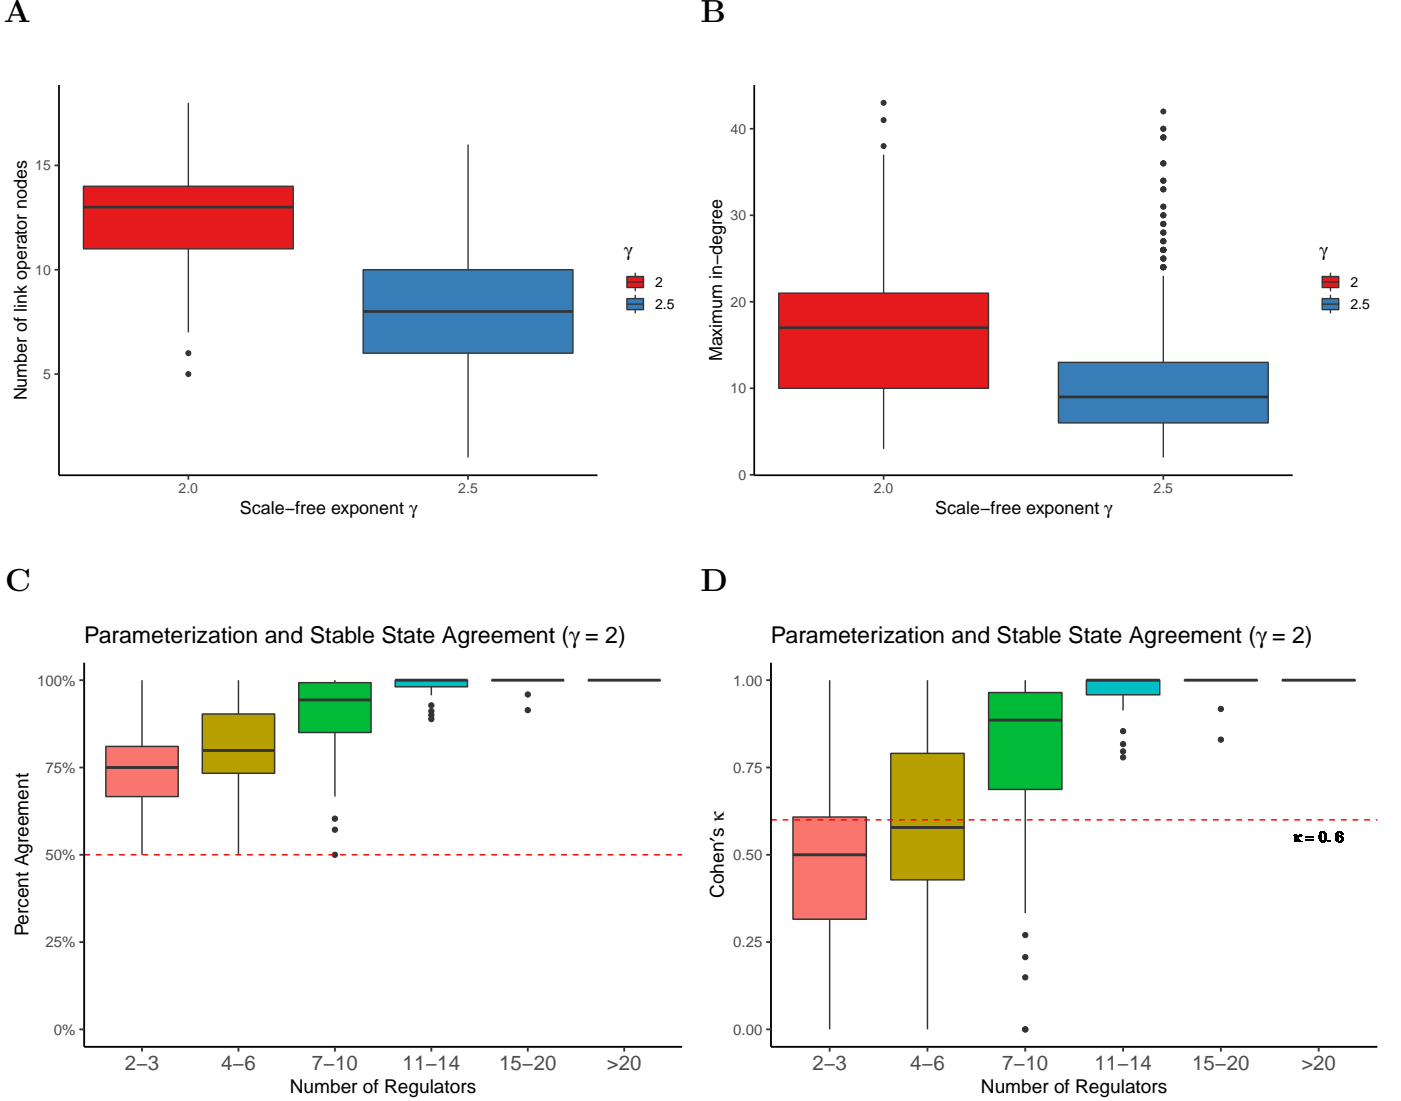 A
Number of link operator nodes
15
10
5
2.0
2.5
Scale−free exponent γ
γ
2
2.5
B
Maximum in−degree
40
30
20
10
0
2.0
2.5
Scale−free exponent γ
γ
2
2.5
C
Parameterization and Stable State Agreement (γ = 2)
Percent Agreement
100%
75%
50%
25%
0%
2−3
4−6
7−10
11−14
15−20
>20
Number of Regulators
D
Parameterization and Stable State Agreement (γ = 2)
Cohen's κ
1.00
0.75
0.50
0.25
0.00
κ = 0.6
2−3
4−6
7−10
11−14
15−20
>20
Number of Regulators